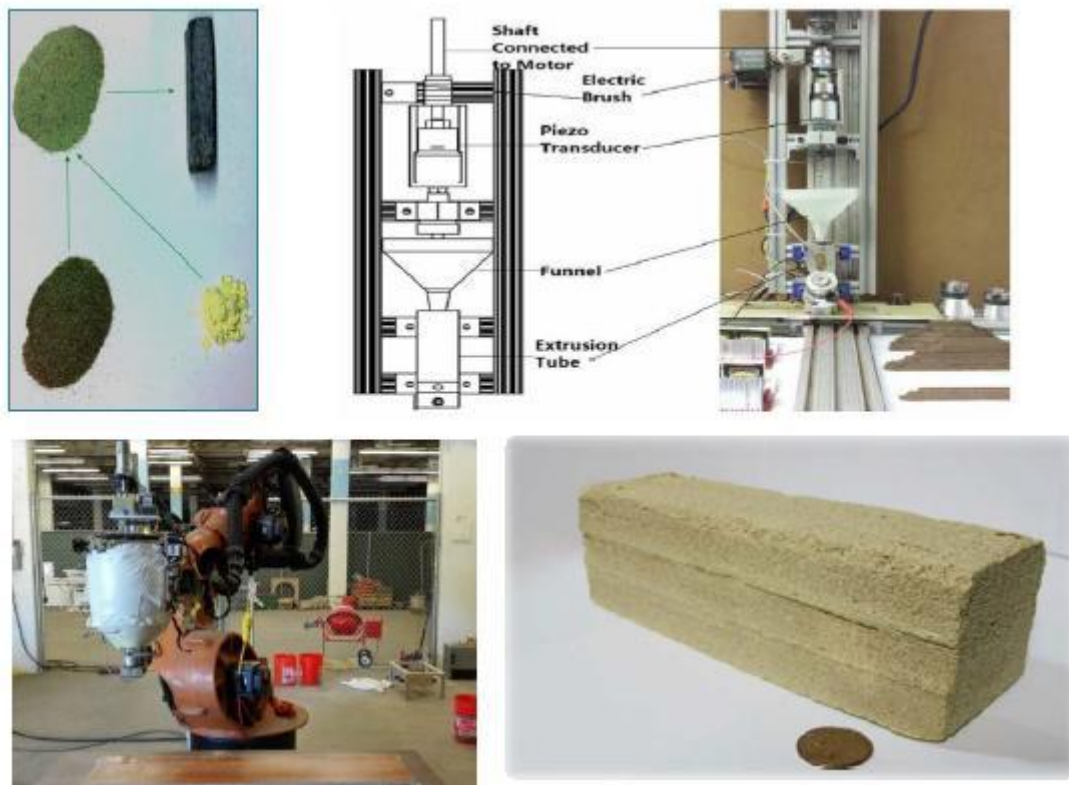 Shaft
Connected
to Motor
Electric
Brush
Piezo
Transducer
Funnel
Extrusion
Tube